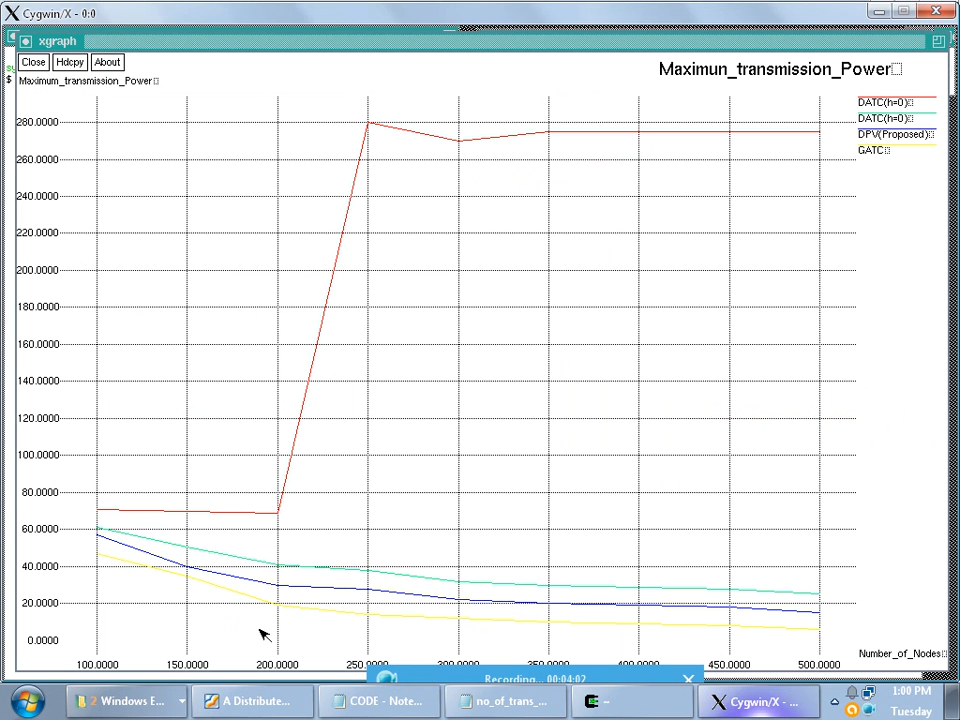 Cygwin/X - 0:0
xgraph
Close Hdcpy About
Maximun_transmission_Power
Maximun_transmission_Power
DATC(h=0)
DATC(h=0)
DPV(Proposed)
GATC
280.0000
260.0000
240.0000
220.0000
200.0000
180.0000
160.0000
140.0000
120.0000
100.0000
80.0000
60.0000
40.0000
20.0000
0.0000
Number_of_Nodes
100.0000 150.0000 200.0000 250.0000 300.0000 350.0000 400.0000 450.0000 500.0000
Recording... 00:04:02
2 Windows E... A Distribute... CODE - Note... no_of_trans_... ~ Cygwin/X - ... 1:00 PM
Tuesday